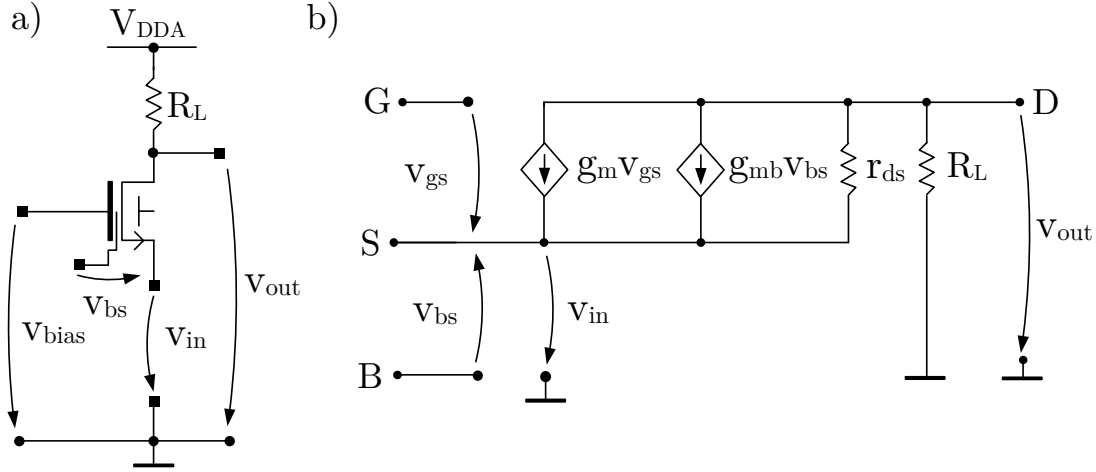 a)
V_DDA
R_L
v_bs
v_bias
v_in
v_out
b)
G
v_gs
S
v_bs
B
g_m v_gs
g_mb v_bs
r_ds
R_L
v_in
D
v_out